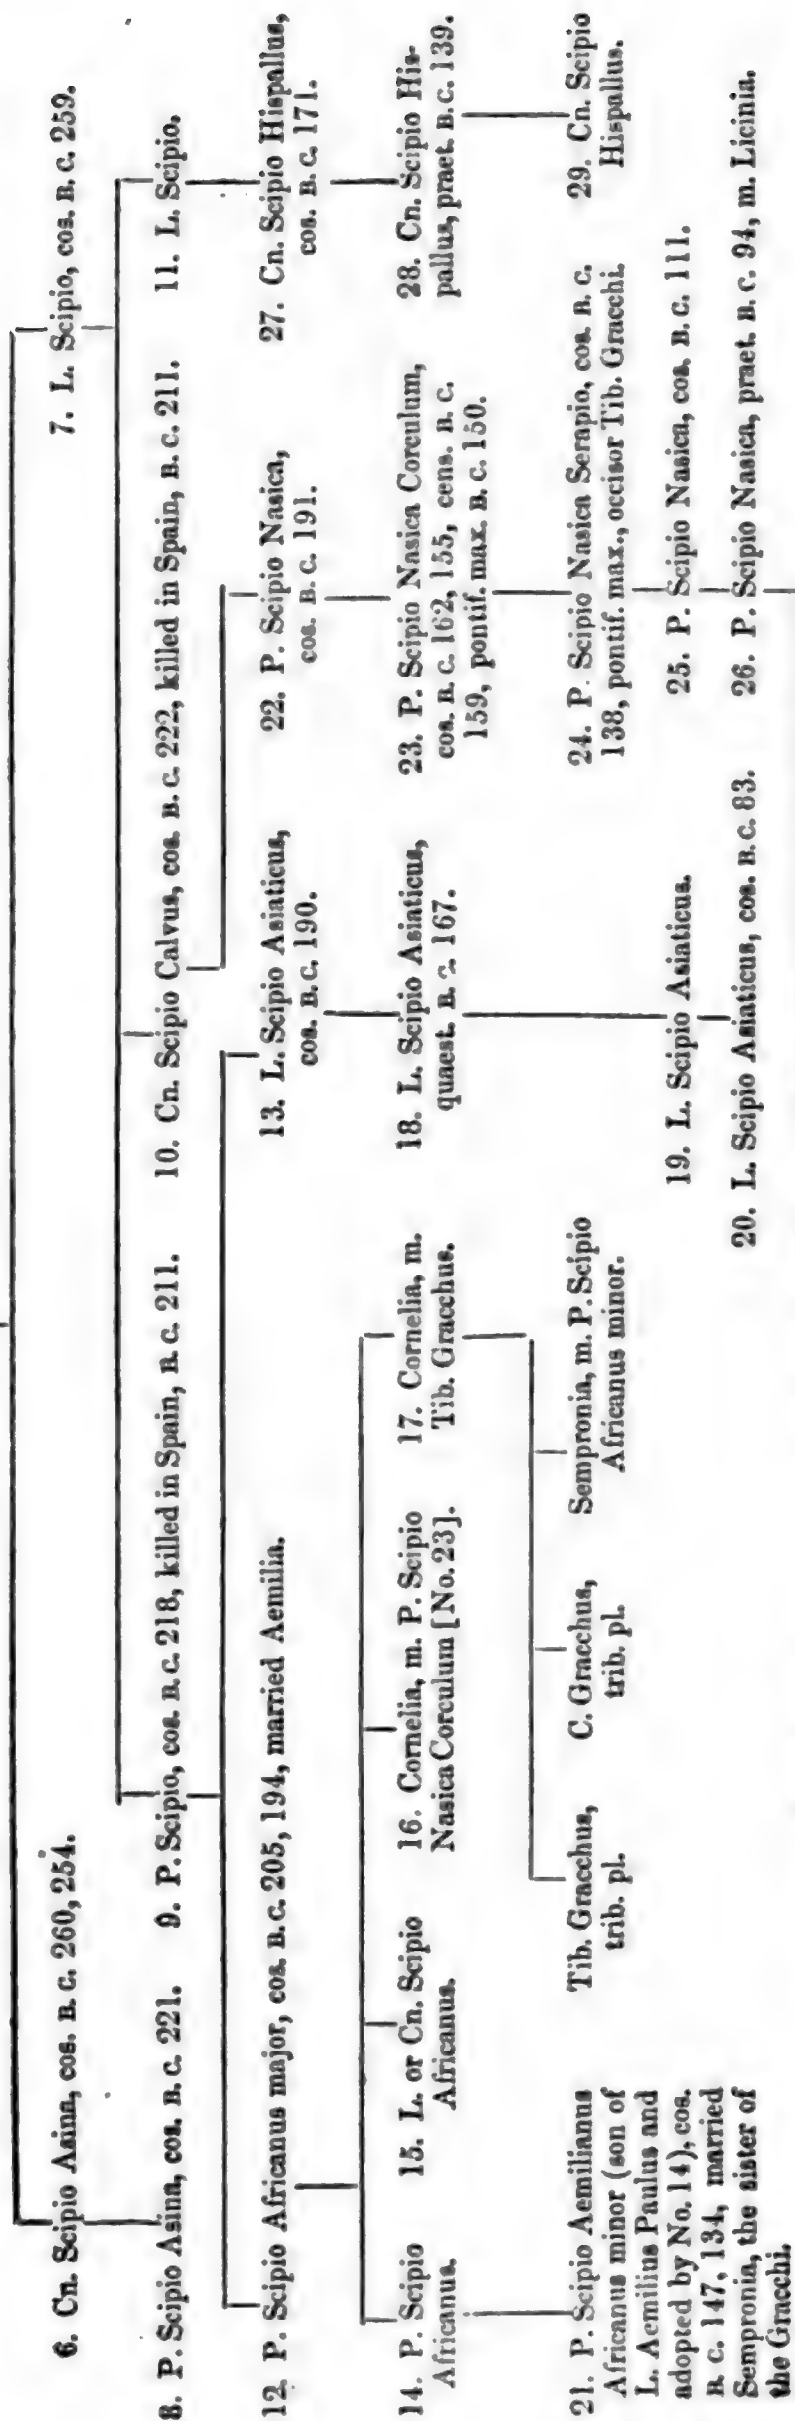 6. Cn. Scipio Asina, cos. B. C. 260, 254.
7. L. Scipio, cos. B. C. 259.
8. P. Scipio Asina, cos. B. C. 221.
9. P. Scipio, cos. B. C. 218, killed in Spain, B. C. 211.
10. Cn. Scipio Calvus, cos. B. C. 222, killed in Spain, B. C. 211.
11. L. Scipio.
12. P. Scipio Africanus major, cos. B. C. 205, 194, married Aemilia.
13. L. Scipio Asiaticus,
cos. B. C. 190.
22. P. Scipio Nasica,
cos. B. C. 191.
27. Cn. Scipio Hispallus,
cos. B. C. 171.
14. P. Scipio
Africanus.
15. L. or Cn. Scipio
Africanus.
16. Cornelia, m. P. Scipio
Nasica Corculum [No. 23].
17. Cornelia, m.
Tib. Gracchus.
18. L. Scipio Asiaticus,
quaest. B. C. 167.
23. P. Scipio Nasica Corculum,
cos. B. C. 162, 155, cens. B. C.
159, pontif. max. B. C. 150.
28. Cn. Scipio His-
pallus, praet. B. C. 139.
21. P. Scipio Aemilianus
Africanus minor (son of
L. Aemilius Paulus and
adopted by No. 14), cos.
B. C. 147, 134, married
Sempronia, the sister of
the Gracchi.
Tib. Gracchus,
trib. pl.
C. Gracchus,
trib. pl.
Sempronia, m. P. Scipio
Africanus minor.
24. P. Scipio Nasica Serapio, cos. B. C.
138, pontif. max., occisor Tib. Gracchi.
29. Cn. Scipio
Hispallus.
19. L. Scipio Asiaticus.
25. P. Scipio Nasica, cos. B. C. 111.
20. L. Scipio Asiaticus, cos. B. C. 83.
26. P. Scipio Nasica, praet. B. C. 94, m. Licinia.